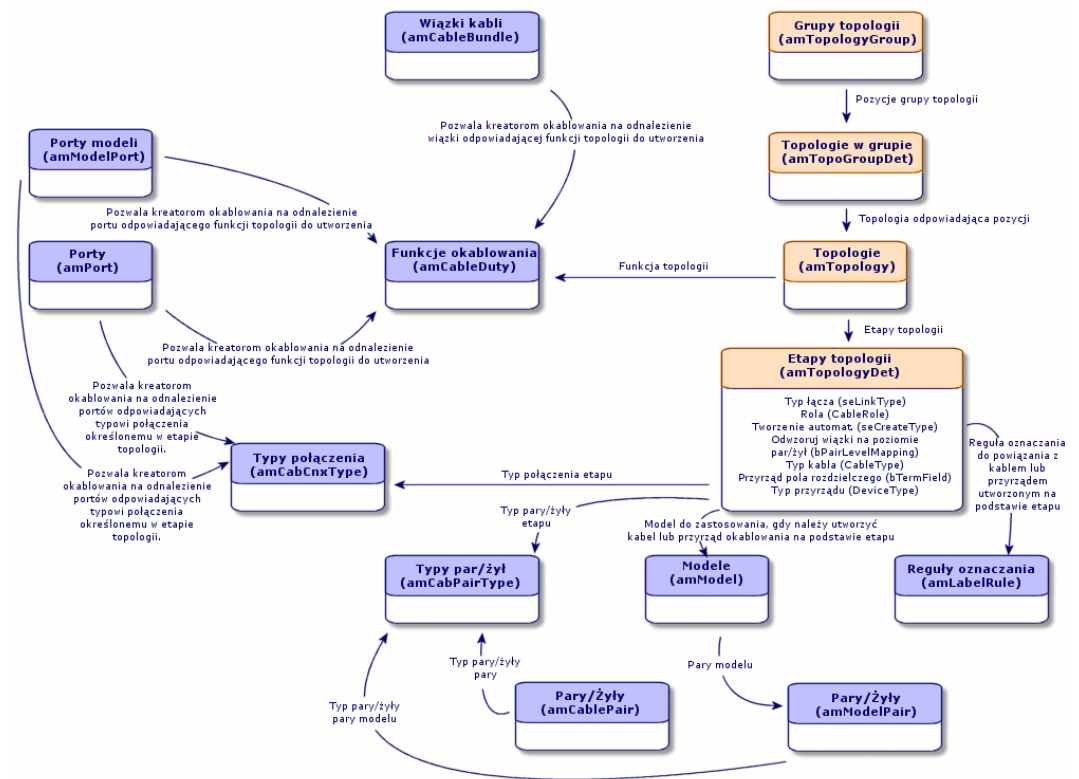 Wiązki kabli
(amCableBundle)
Grupy topologii
(amTopologyGroup)
Pozycje grupy topologii
Pozwala kreatorom okablowania na odnalezienie
wiązki odpowiadającej funkcji topologii do utworzenia
Porty modeli
(amModelPort)
Topologie w grupie
(amTopoGroupDet)
Pozwala kreatorom okablowania na odnalezienie
portu odpowiadającego funkcji topologii do utworzenia
Topologia odpowiadająca pozycji
Porty
(amPort)
Funkcje okablowania
(amCableDuty)
Funkcja topologii
Topologie
(amTopology)
Etapy topologii
Pozwala kreatorom okablowania na odnalezienie
portu odpowiadającego funkcji topologii do utworzenia
Etapy topologii
(amTopologyDet)
Typ łącza (seLinkType)
Rola (CableRole)
Tworzenie automat. (seCreateType)
Odwzoruj wiązki na poziomie
par/żył (bPairLevelMapping)
Typ kabla (CableType)
Przyrząd pola rozdzielczego (bTermField)
Typ przyrządu (DeviceType)
Pozwala kreatorom
okablowania na odnalezienie
portów odpowiadających
typowi połączenia
określonemu w etapie
topologii.
Reguła oznaczania
do powiązania z
kablem lub
przyrządem
utworzonym na
podstawie etapu
Typy połączenia
(amCabCnxType)
Typ połączenia etapu
Pozwala kreatorom
okablowania na odnalezienie
portów odpowiadających
typowi połączenia
określonemu w etapie
topologii.
Typ pary/żyły
etapu
Model do zastosowania, gdy należy utworzyć
kabel lub przyrząd okablowania na podstawie etapu
Typy par/żył
(amCabPairType)
Modele
(amModel)
Reguły oznaczania
(amLabelRule)
Typ pary/żyły
pary
Pary modelu
Typ pary/żyły
pary modelu
Pary/Żyły
(amCablePair)
Pary/Żyły
(amModelPair)